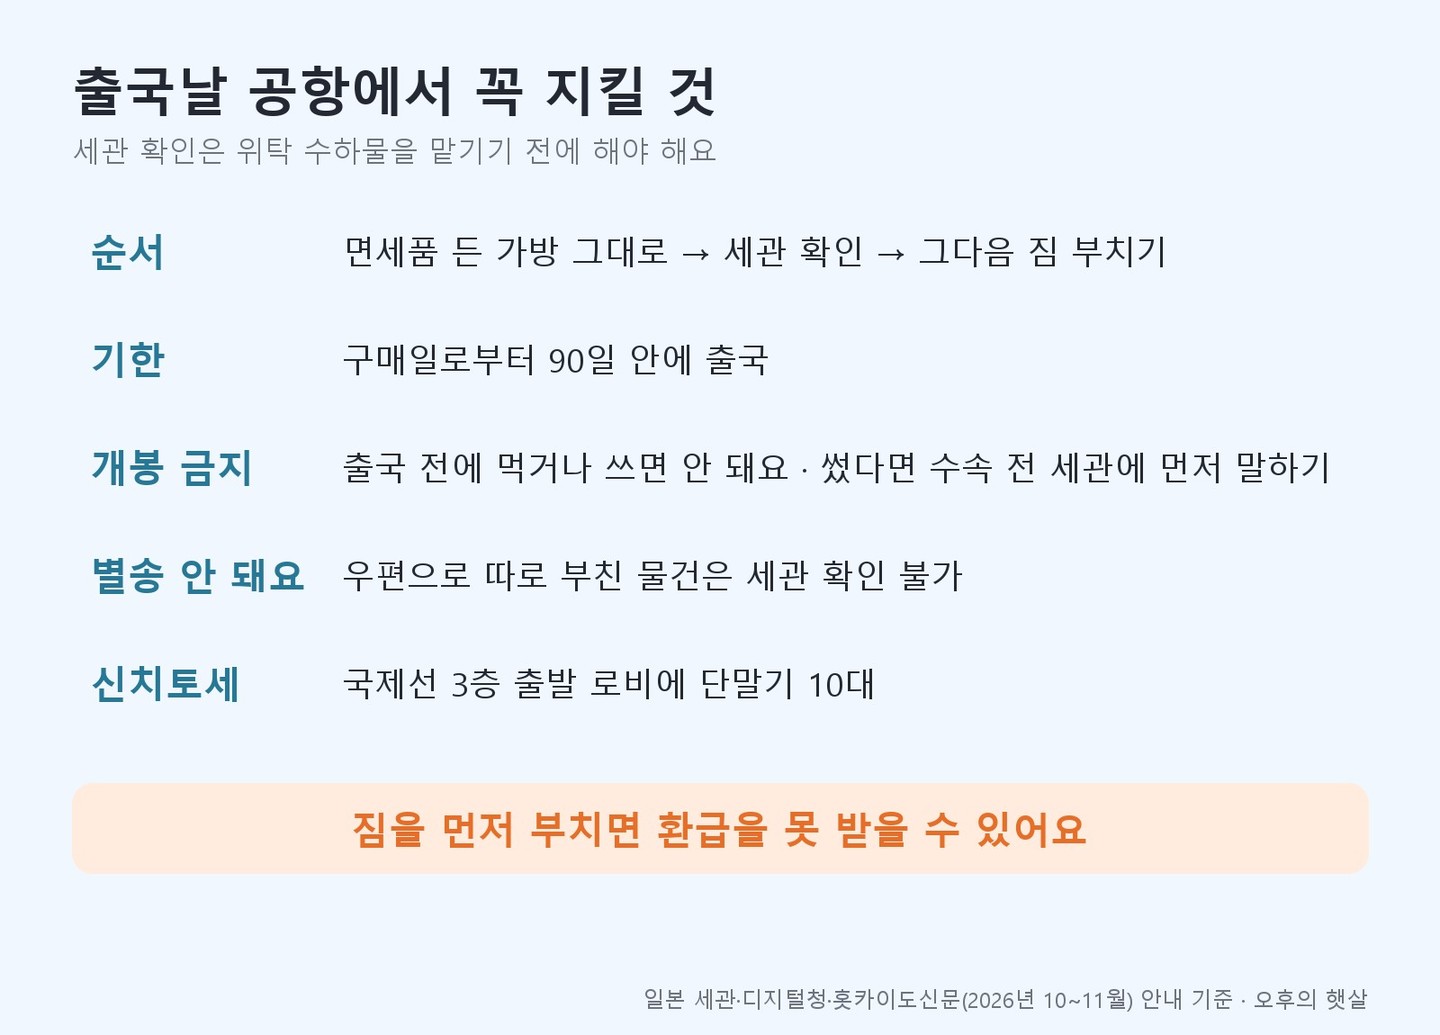 출국날 공항에서 꼭 지킬 것
세관 확인은 위탁 수하물을 맡기기 전에 해야 해요
순서 면세품 든 가방 그대로 → 세관 확인 → 그다음 짐 부치기
기한 구매일로부터 90일 안에 출국
개봉 금지 출국 전에 먹거나 쓰면 안 돼요 · 썼다면 수속 전 세관에 먼저 말하기
별송 안 돼요 우편으로 따로 부친 물건은 세관 확인 불가
신치토세 국제선 3층 출발 로비에 단말기 10대
짐을 먼저 부치면 환급을 못 받을 수 있어요
일본 세관·디지털청·홋카이도신문(2026년 10~11월) 안내 기준 · 오후의 햇살